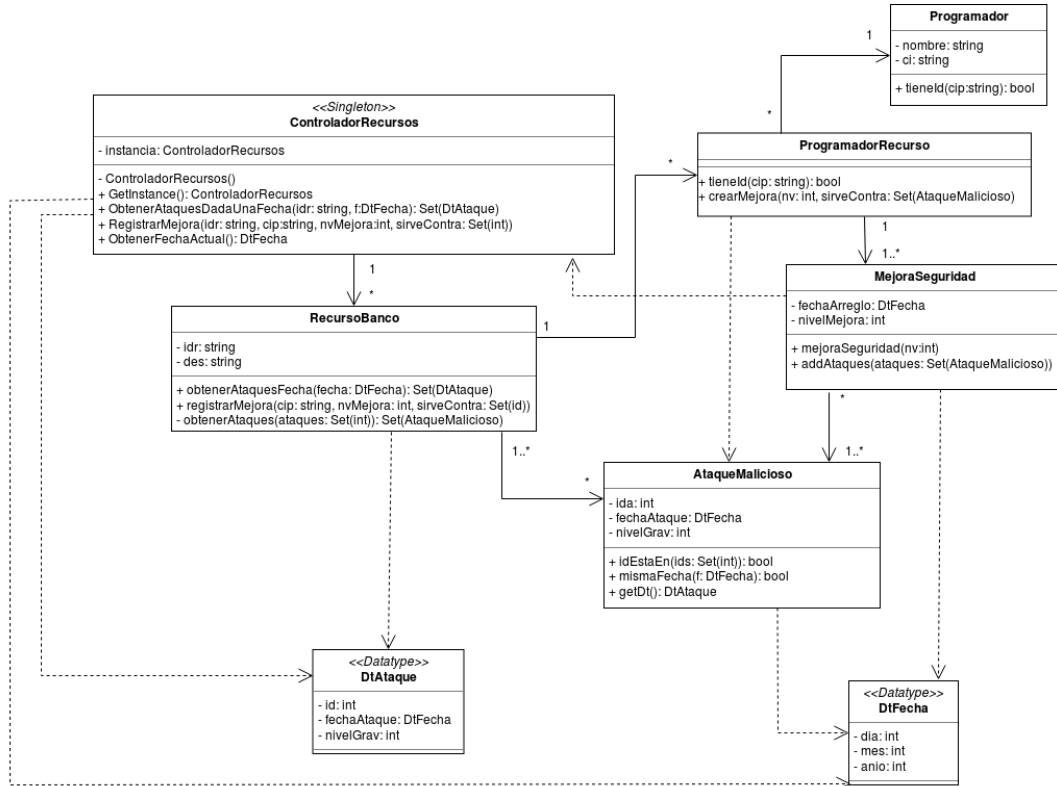 Programador
- nombre: string
- ci: string
+ tieneId(cip:string): bool
1
*
<<Singleton>>
ControladorRecursos
- instancia: ControladorRecursos
- ControladorRecursos()
+ GetInstance(): ControladorRecursos
+ ObtenerAtaquesDadaUnaFecha(idr: string, f:DtFecha): Set(DtAtaque)
+ RegistrarMejora(idr: string, cip:string, nvMejora:int, sirveContra: Set(int))
+ ObtenerFechaActual(): DtFecha
ProgramadorRecurso
+ tieneId(cip: string): bool
+ crearMejora(nv: int, sirveContra: Set(AtaqueMalicioso)
*
1
1
*
1
1..*
RecursoBanco
- idr: string
- des: string
+ obtenerAtaquesFecha(fecha: DtFecha): Set(DtAtaque)
+ registrarMejora(cip: string, nvMejora: int, sirveContra: Set(id))
- obtenerAtaques(ataques: Set(int)): Set(AtaqueMalicioso)
MejoraSeguridad
- fechaArreglo: DtFecha
- nivelMejora: int
+ mejoraSeguridad(nv:int)
+ addAtaques(ataques: Set(AtaqueMalicioso))
*
1..*
1..*
*
AtaqueMalicioso
- ida: int
- fechaAtaque: DtFecha
- nivelGrav: int
+ idEstaEn(ids: Set(int)): bool
+ mismaFecha(f: DtFecha): bool
+ getDt(): DtAtaque
<<Datatype>>
DtAtaque
- id: int
- fechaAtaque: DtFecha
- nivelGrav: int
<<Datatype>>
DtFecha
- dia: int
- mes: int
- anio: int